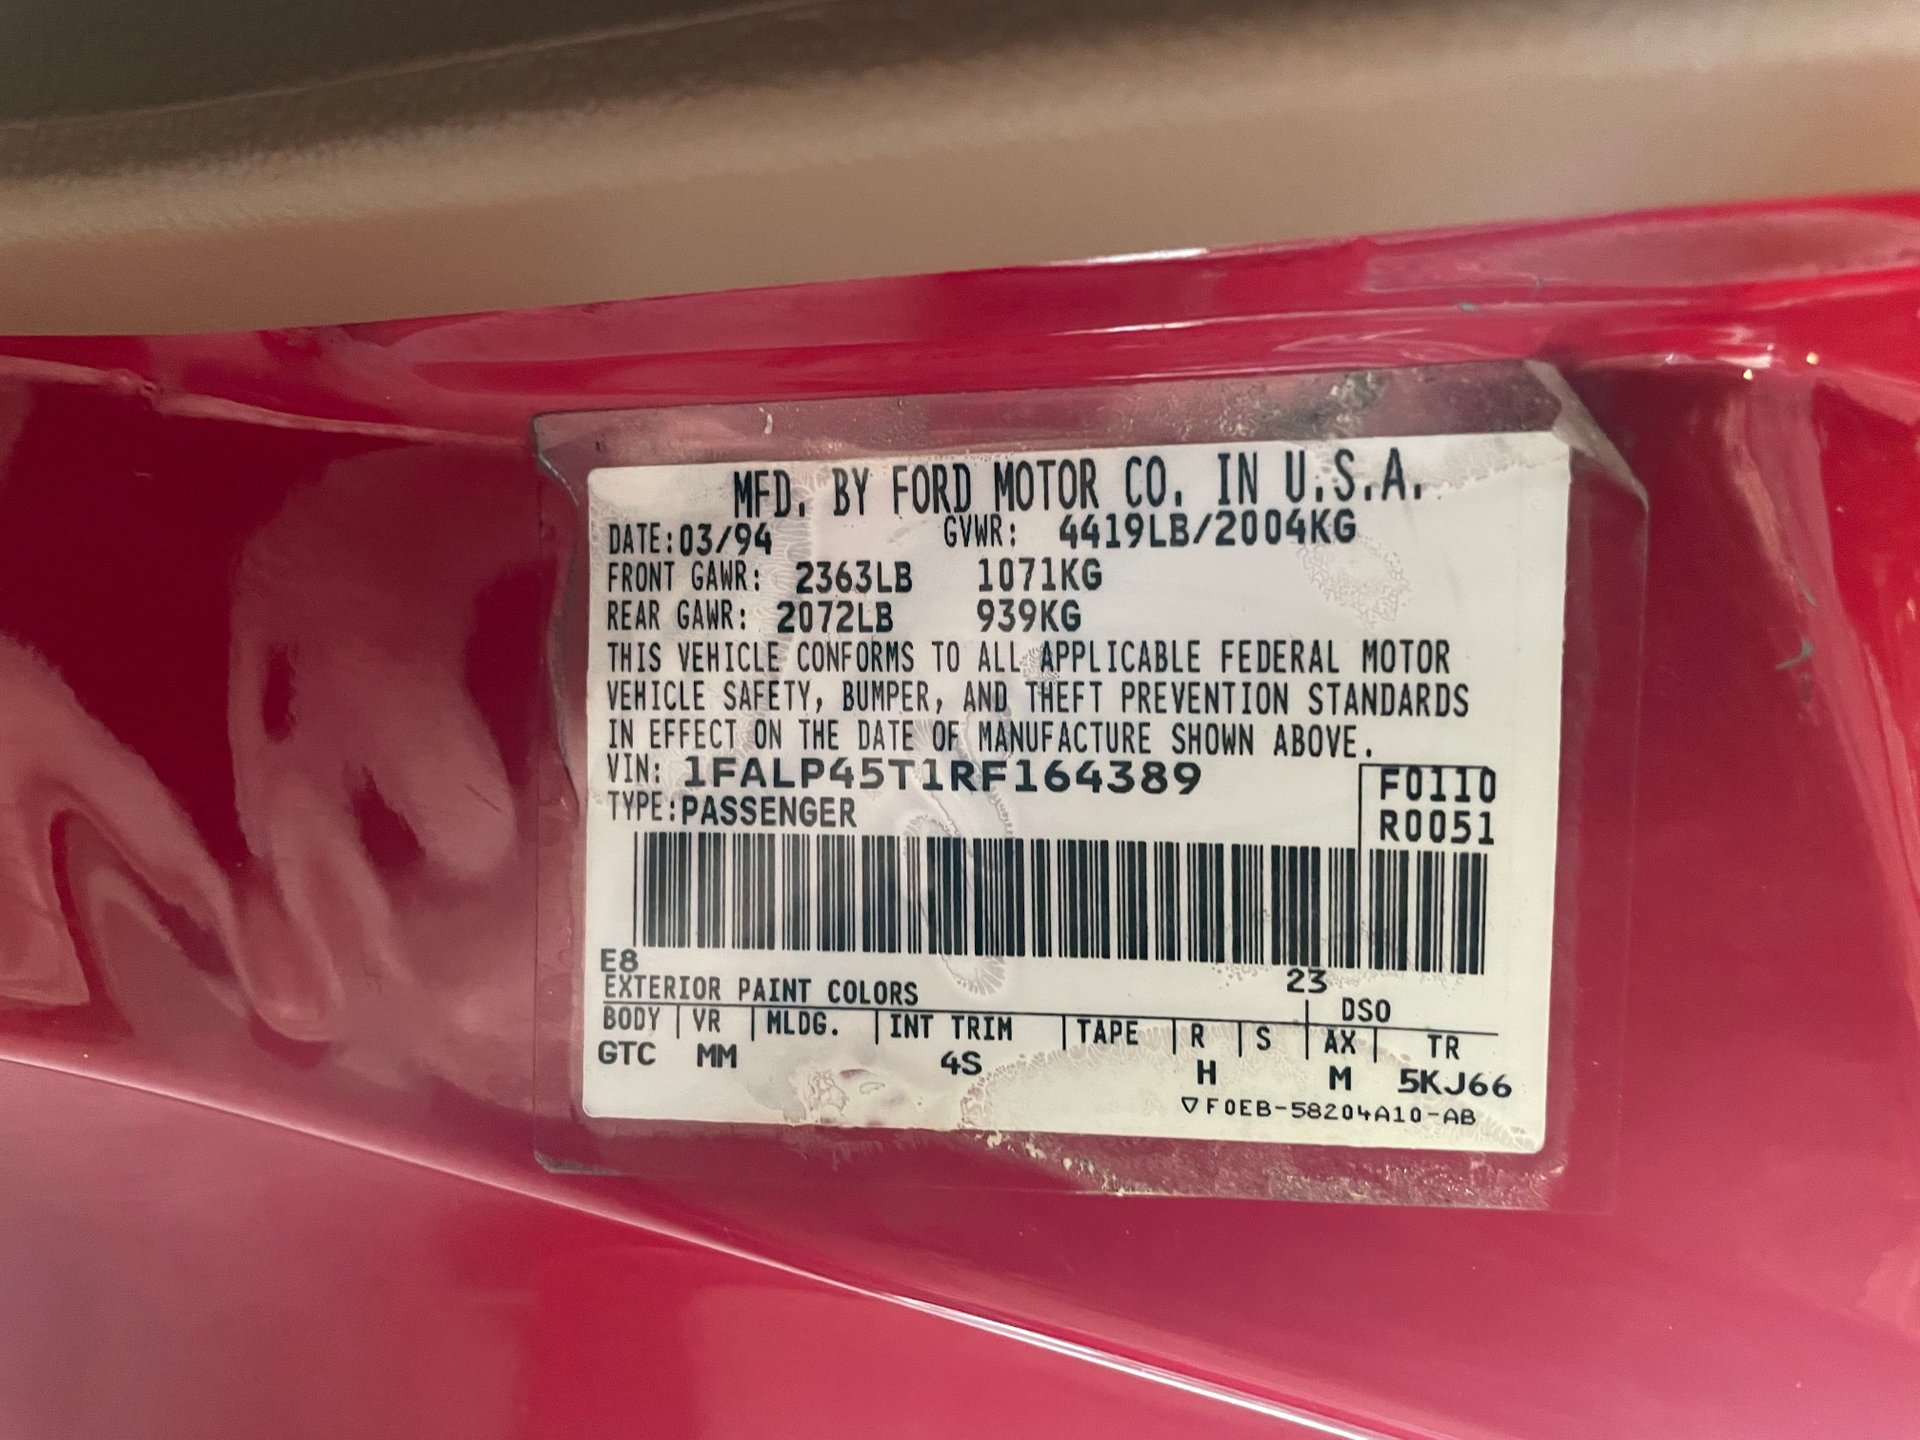 MFD. BY FORD MOTOR CO. IN U.S.A.
DATE:03/94 GVWR: 4419LB/2004KG
FRONT GAWR: 2363LB 1071KG
REAR GAWR: 2072LB 939KG
THIS VEHICLE CONFORMS TO ALL APPLICABLE FEDERAL MOTOR
VEHICLE SAFETY, BUMPER, AND THEFT PREVENTION STANDARDS
IN EFFECT ON THE DATE OF MANUFACTURE SHOWN ABOVE.
VIN: 1FALP45T1RF164389 F0110
TYPE:PASSENGER R0051
E8 23
EXTERIOR PAINT COLORS DSO
BODY VR MLDG. INT TRIM TAPE R S AX TR
GTC MM 4S H M 5KJ66
▽F0EB-58204A10-AB